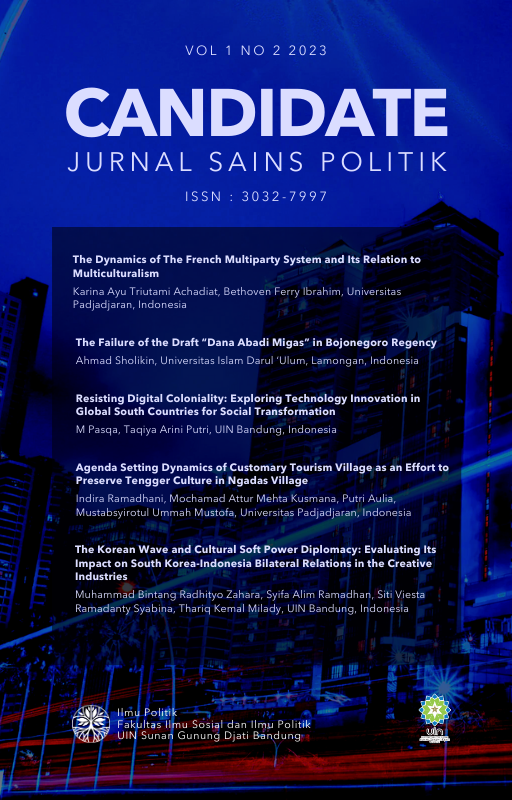 VOL 1 NO 2 2023
CANDIDATE
JURNAL SAINS POLITIK
ISSN : 3032-7997
The Dynamics of The French Multiparty System and Its Relation to
Multiculturalism
Karina Ayu Triutami Achadiat, Bethoven Ferry Ibrahim, Universitas
Padjadjaran, Indonesia
The Failure of the Draft “Dana Abadi Migas” in Bojonegoro Regency
Ahmad Sholikin, Universitas Islam Darul ‘Ulum, Lamongan, Indonesia
Resisting Digital Coloniality: Exploring Technology Innovation in
Global South Countries for Social Transformation
M Pasqa, Taqiya Arini Putri, UIN Bandung, Indonesia
Agenda Setting Dynamics of Customary Tourism Village as an Effort to
Preserve Tengger Culture in Ngadas Village
Indira Ramadhani, Mochamad Attur Mehta Kusmana, Putri Aulia,
Mustabsyirotul Ummah Mustofa, Universitas Padjadjaran, Indonesia
The Korean Wave and Cultural Soft Power Diplomacy: Evaluating Its
Impact on South Korea-Indonesia Bilateral Relations in the Creative
Industries
Muhammad Bintang Radhityo Zahara, Syifa Alim Ramadhan, Siti Viesta
Ramadanty Syabina, Thariq Kemal Milady, UIN Bandung, Indonesia
Ilmu Politik
Fakultas Ilmu Sosial dan Ilmu Politik
UIN Sunan Gunung Djati Bandung
uin